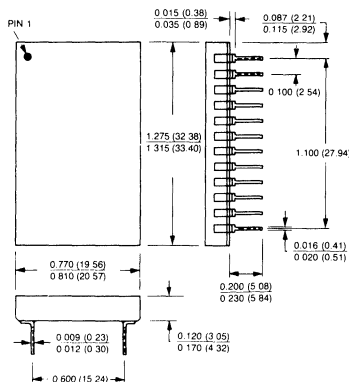 PIN 1
0 015 (0.38)
0 035 (0 89)
0.087 (2 21)
0.115 (2.92)
0 100 (2 54)
1.275 (32 38)
1 315 (33.40)
1.100 (27.94)
0.016 (0 41)
0 020 (0.51)
0.770 (19 56)
0 810 (20 57)
0.200 (5 08)
0 230 (5 84)
0 009 (0 23)
0 012 (0 30)
0.120 (3 05)
0 170 (4 32)
0 600 (15 24)